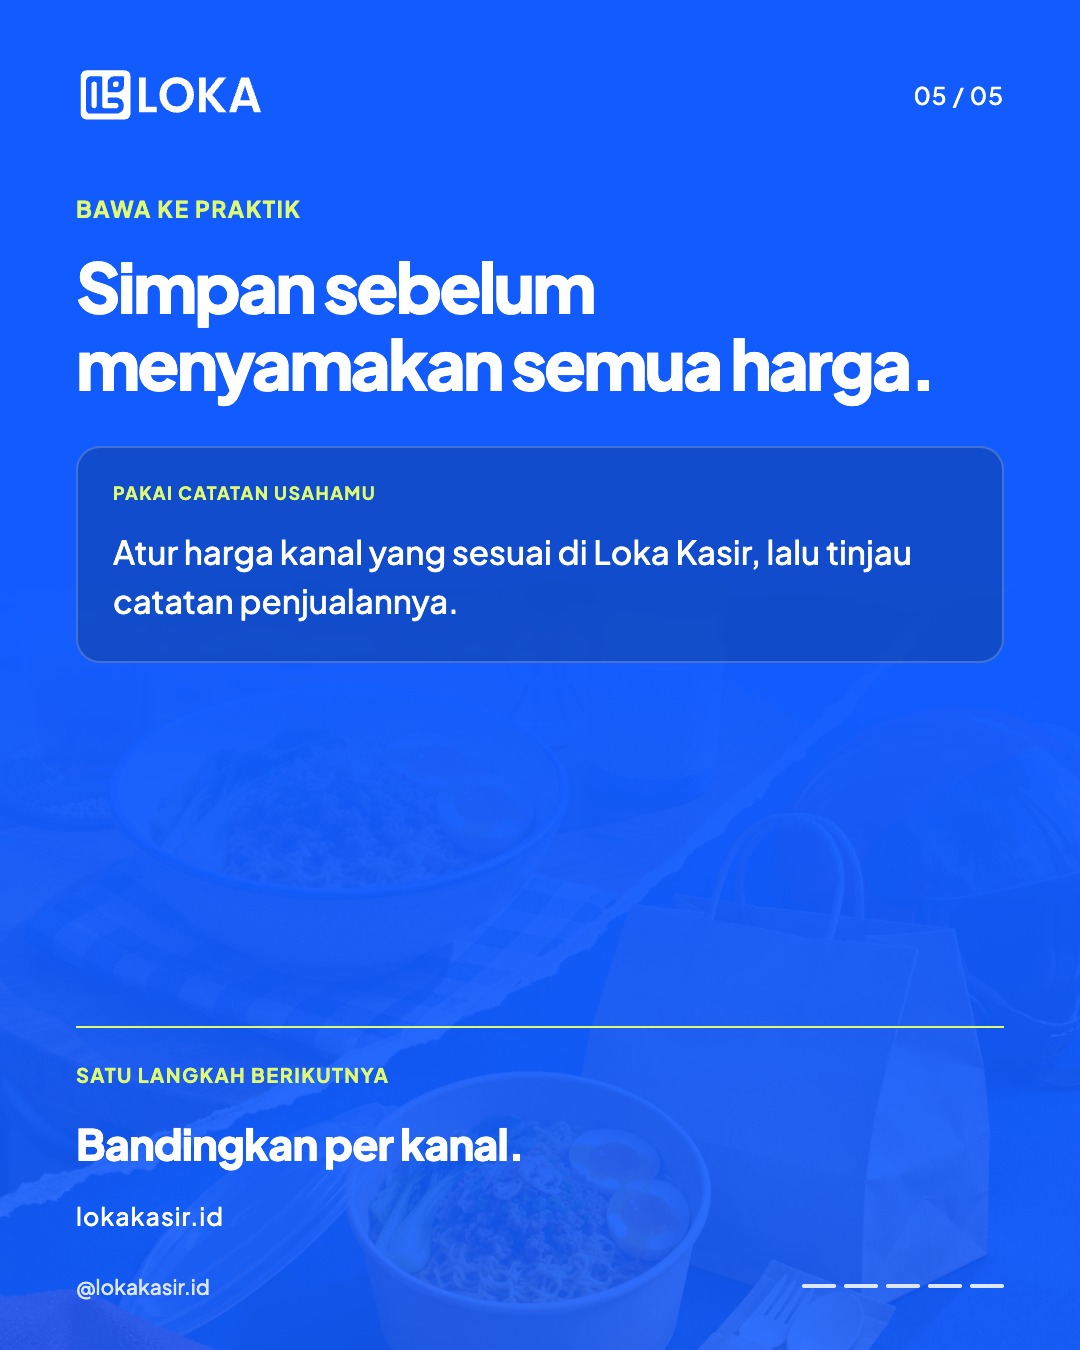 LOKA
05 / 05
BAWA KE PRAKTIK
Simpan sebelum
menyamakan semua harga.
PAKAI CATATAN USAHAMU
Atur harga kanal yang sesuai di Loka Kasir, lalu tinjau
catatan penjualannya.
SATU LANGKAH BERIKUTNYA
Bandingkan per kanal.
lokakasir.id
@lokakasir.id